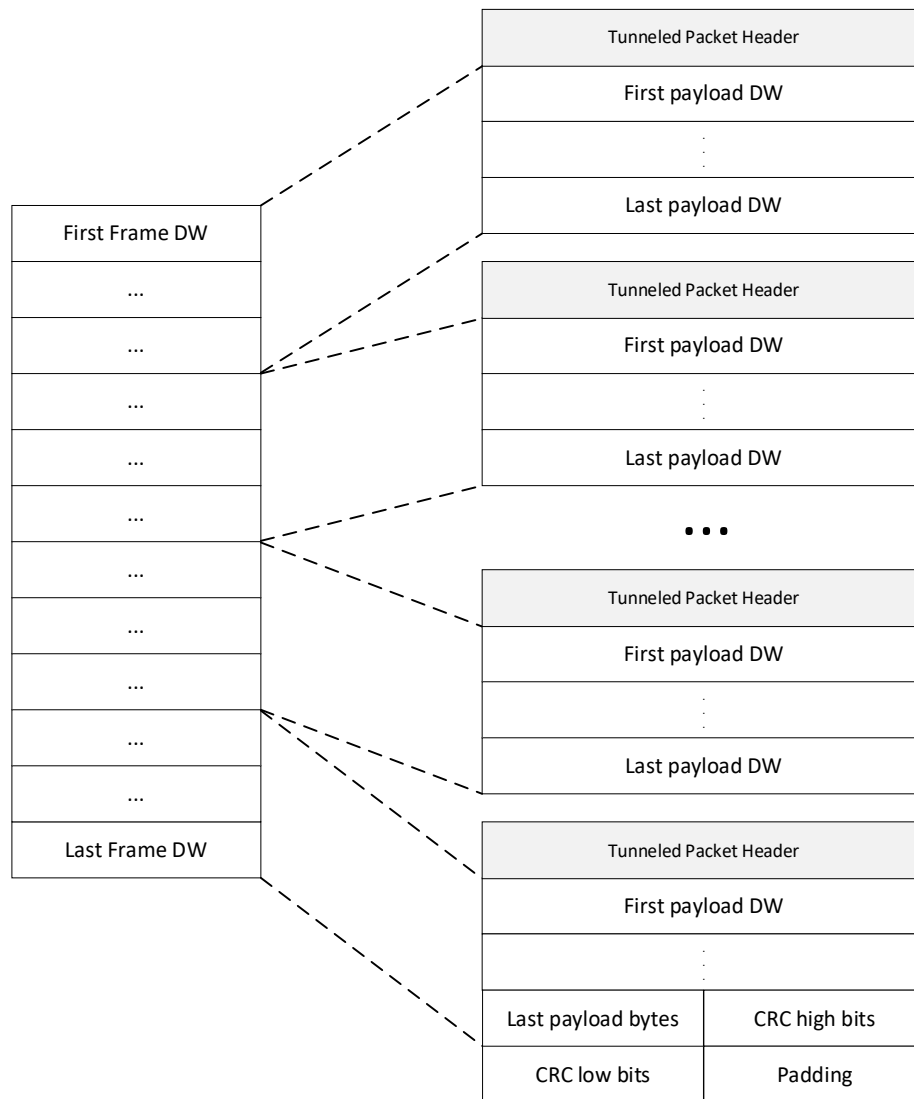 Tunneled Packet Header
First payload DW
.
.
.
Last payload DW
First Frame DW
...
...
...
...
...
...
...
...
...
...
Last Frame DW
Tunneled Packet Header
First payload DW
.
.
.
Last payload DW
...
Tunneled Packet Header
First payload DW
.
.
.
Last payload DW
Tunneled Packet Header
First payload DW
.
.
.
Last payload bytes
CRC high bits
CRC low bits
Padding